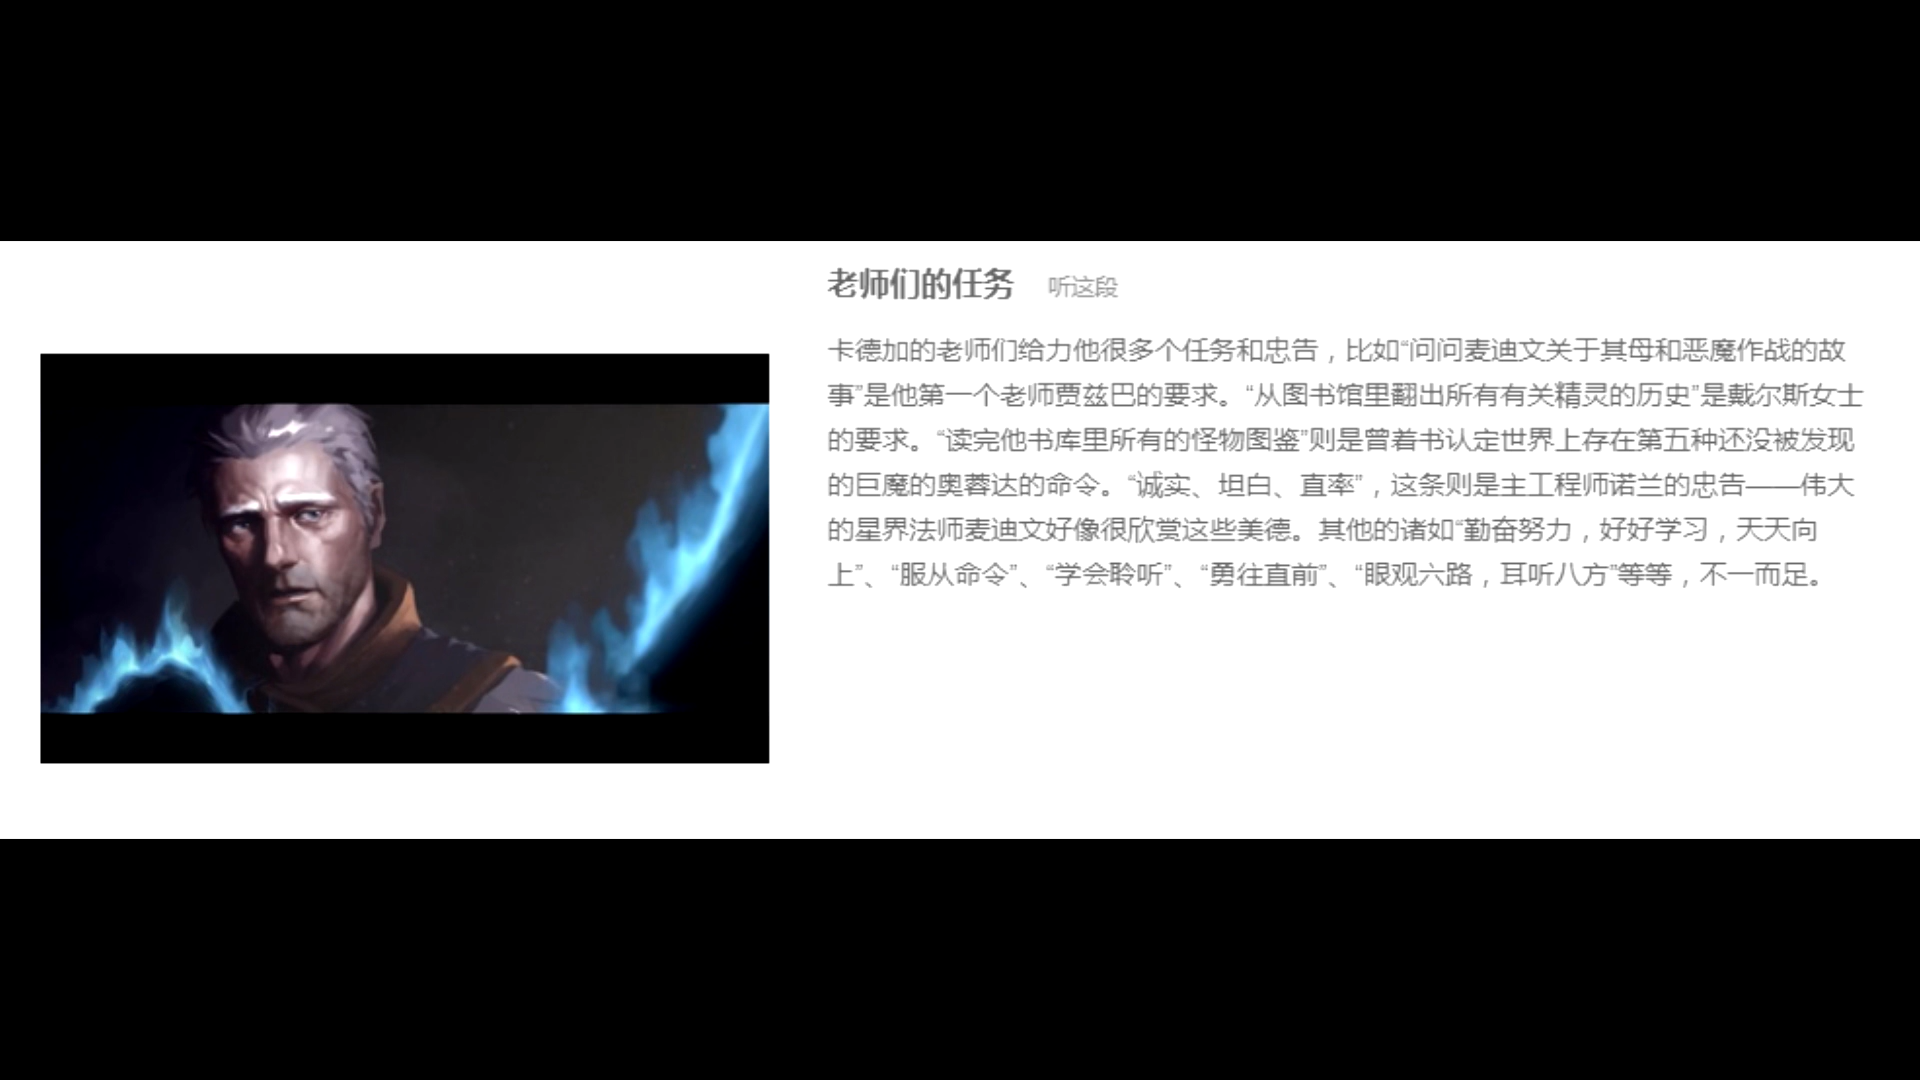 老师们的任务 听这段
卡德加的老师们给力他很多个任务和忠告，比如“问问麦迪文关于其母和恶魔作战的故
事”是他第一个老师贾兹巴的要求。“从图书馆里翻出所有有关精灵的历史”是戴尔斯女士
的要求。“读完他书库里所有的怪物图鉴”则是曾着书认定世界上存在第五种还没被发现
的巨魔的奥蓦达的命令。“诚实、坦白、直率”，这条则是主工程师诺兰的忠告——伟大
的星界法师麦迪文好像很欣赏这些美德。其他的诸如“勤奋努力，好好学习，天天向
上”、“服从命令”、“学会聆听”、“勇往直前”、“眼观六路，耳听八方”等等，不一而足。